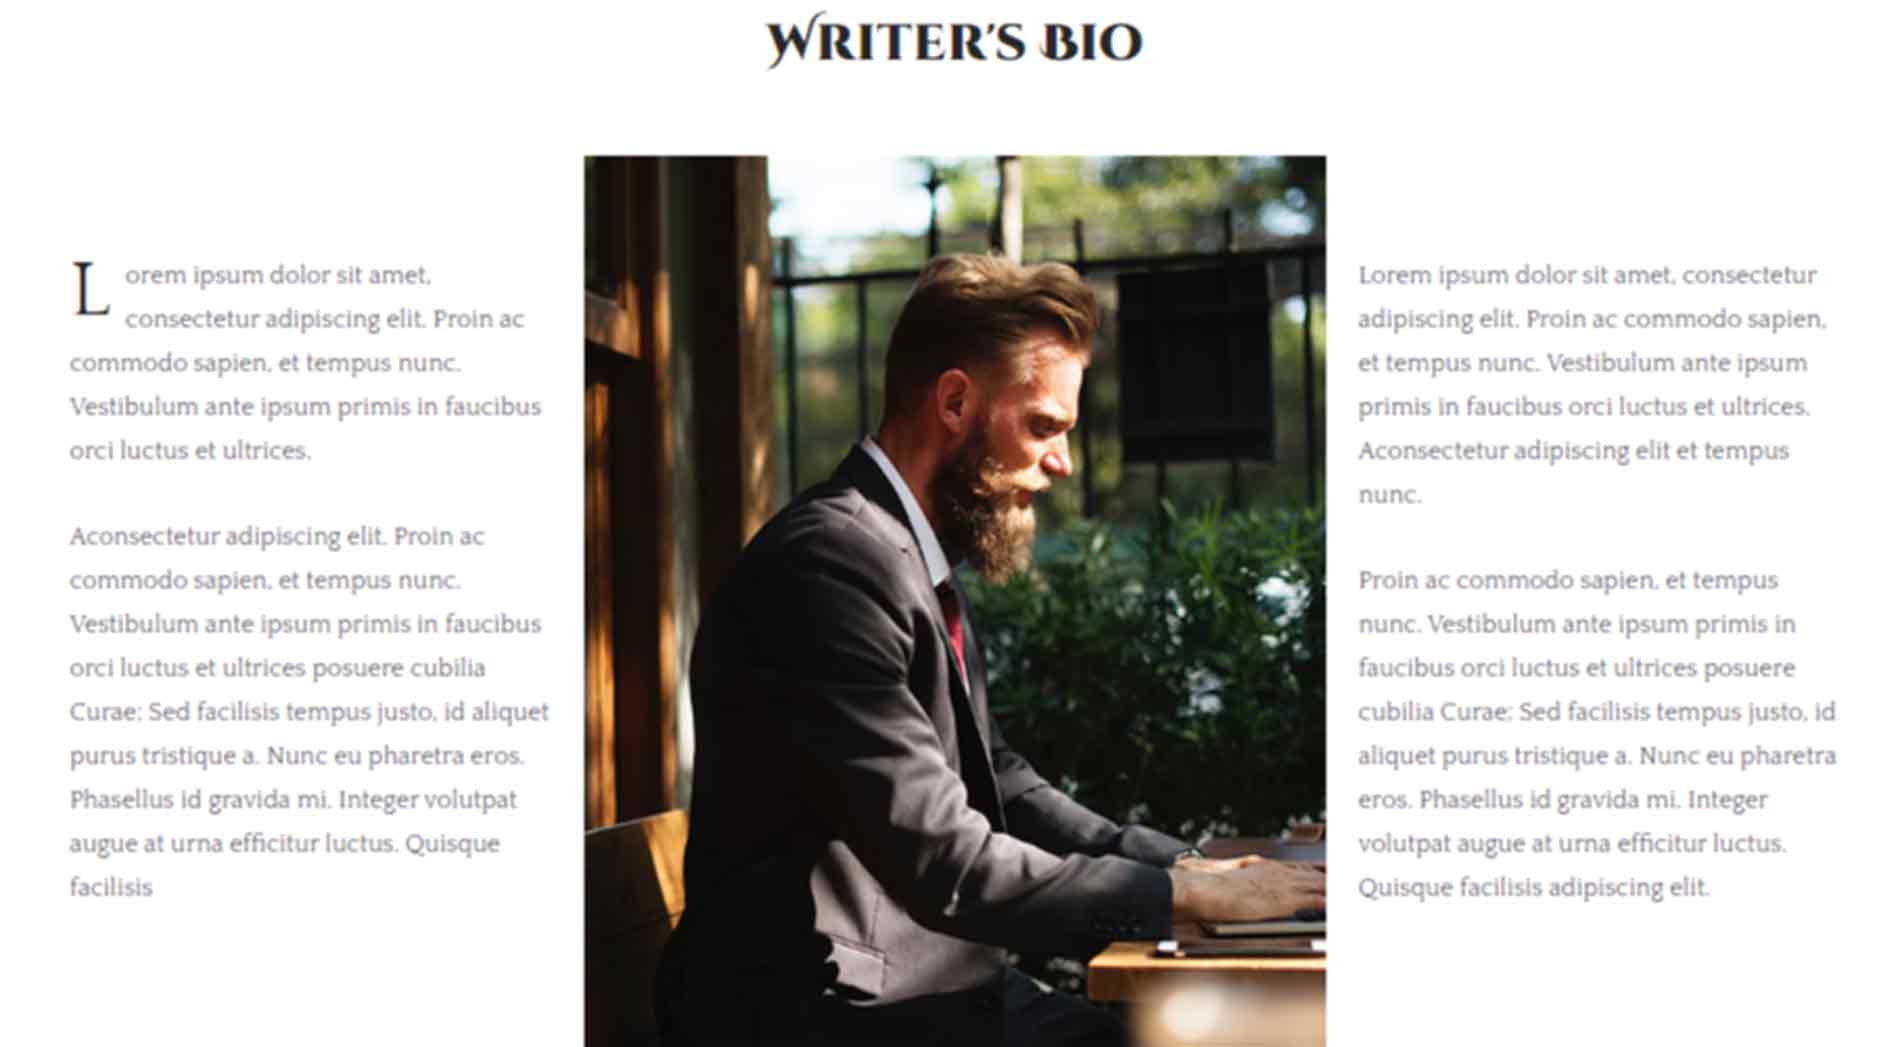 Writer's Bio
Lorem ipsum dolor sit amet,
consectetur adipiscing elit. Proin ac
commodo sapien, et tempus nunc.
Vestibulum ante ipsum primis in faucibus
orci luctus et ultrices.
Aconsectetur adipiscing elit. Proin ac
commodo sapien, et tempus nunc.
Vestibulum ante ipsum primis in faucibus
orci luctus et ultrices posuere cubilia
Curae; Sed facilisis tempus justo, id aliquet
purus tristique a. Nunc eu pharetra eros.
Phasellus id gravida mi. Integer volutpat
augue at urna efficitur luctus. Quisque
facilisis
Lorem ipsum dolor sit amet, consectetur
adipiscing elit. Proin ac commodo sapien,
et tempus nunc. Vestibulum ante ipsum
primis in faucibus orci luctus et ultrices.
Aconsectetur adipiscing elit et tempus
nunc.
Proin ac commodo sapien, et tempus
nunc. Vestibulum ante ipsum primis in
faucibus orci luctus et ultrices posuere
cubilia Curae; Sed facilisis tempus justo, id
aliquet purus tristique a. Nunc eu pharetra
eros. Phasellus id gravida mi. Integer
volutpat augue at urna efficitur luctus.
Quisque facilisis adipiscing elit.